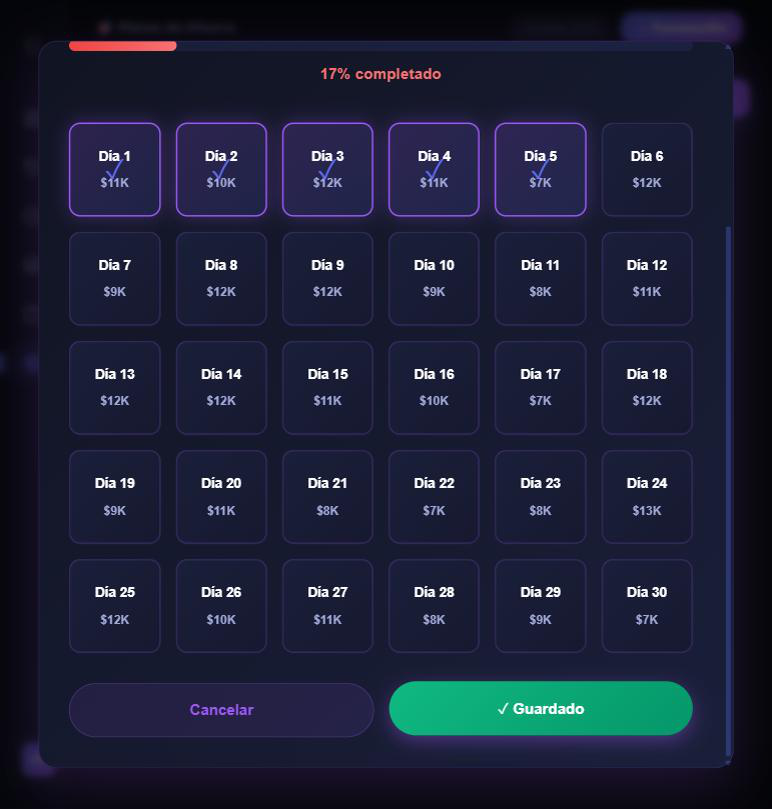 17% completado
Día 1 Día 2 Día 3 Día 4 Día 5 Día 6
$11K $10K $12K $11K $7K $12K
Día 7 Día 8 Día 9 Día 10 Día 11 Día 12
$9K $12K $12K $9K $8K $11K
Día 13 Día 14 Día 15 Día 16 Día 17 Día 18
$12K $12K $11K $10K $7K $12K
Día 19 Día 20 Día 21 Día 22 Día 23 Día 24
$9K $11K $8K $7K $8K $13K
Día 25 Día 26 Día 27 Día 28 Día 29 Día 30
$12K $10K $11K $8K $9K $7K
Cancelar ✓ Guardado